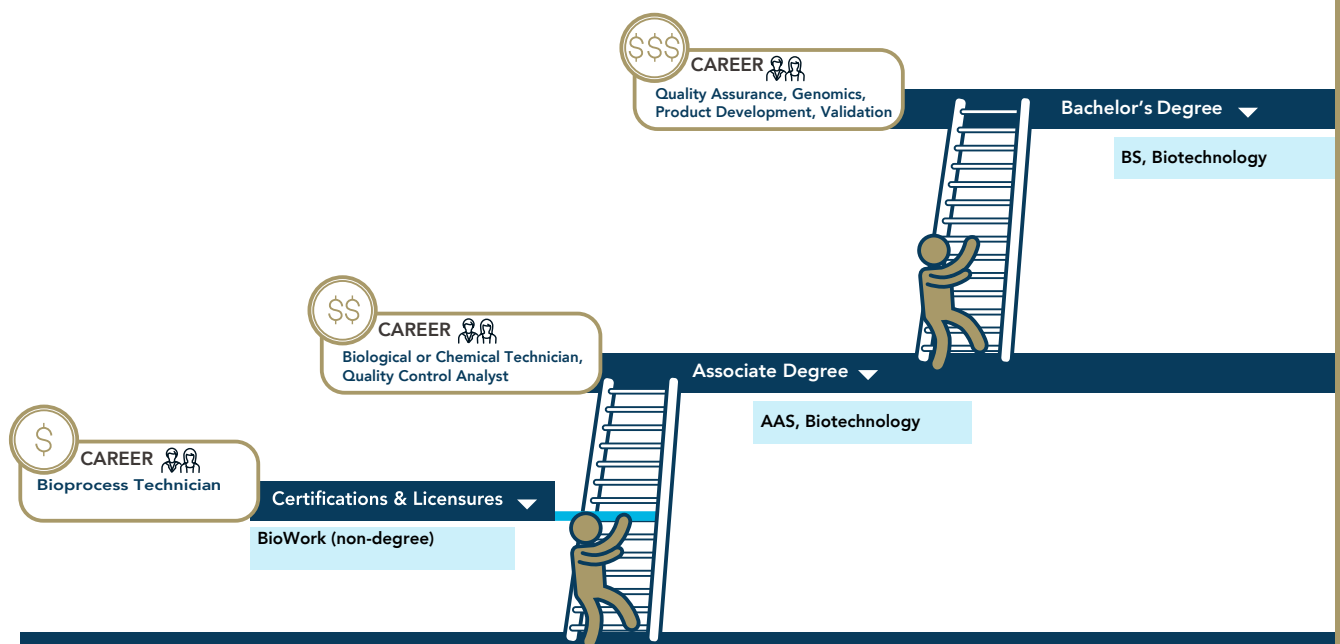 $$$
CAREER
Quality Assurance, Genomics,
Product Development, Validation
Bachelor’s Degree
BS, Biotechnology
$$
CAREER
Biological or Chemical Technician,
Quality Control Analyst
Associate Degree
AAS, Biotechnology
$
CAREER
Bioprocess Technician
Certifications & Licensures
BioWork (non-degree)